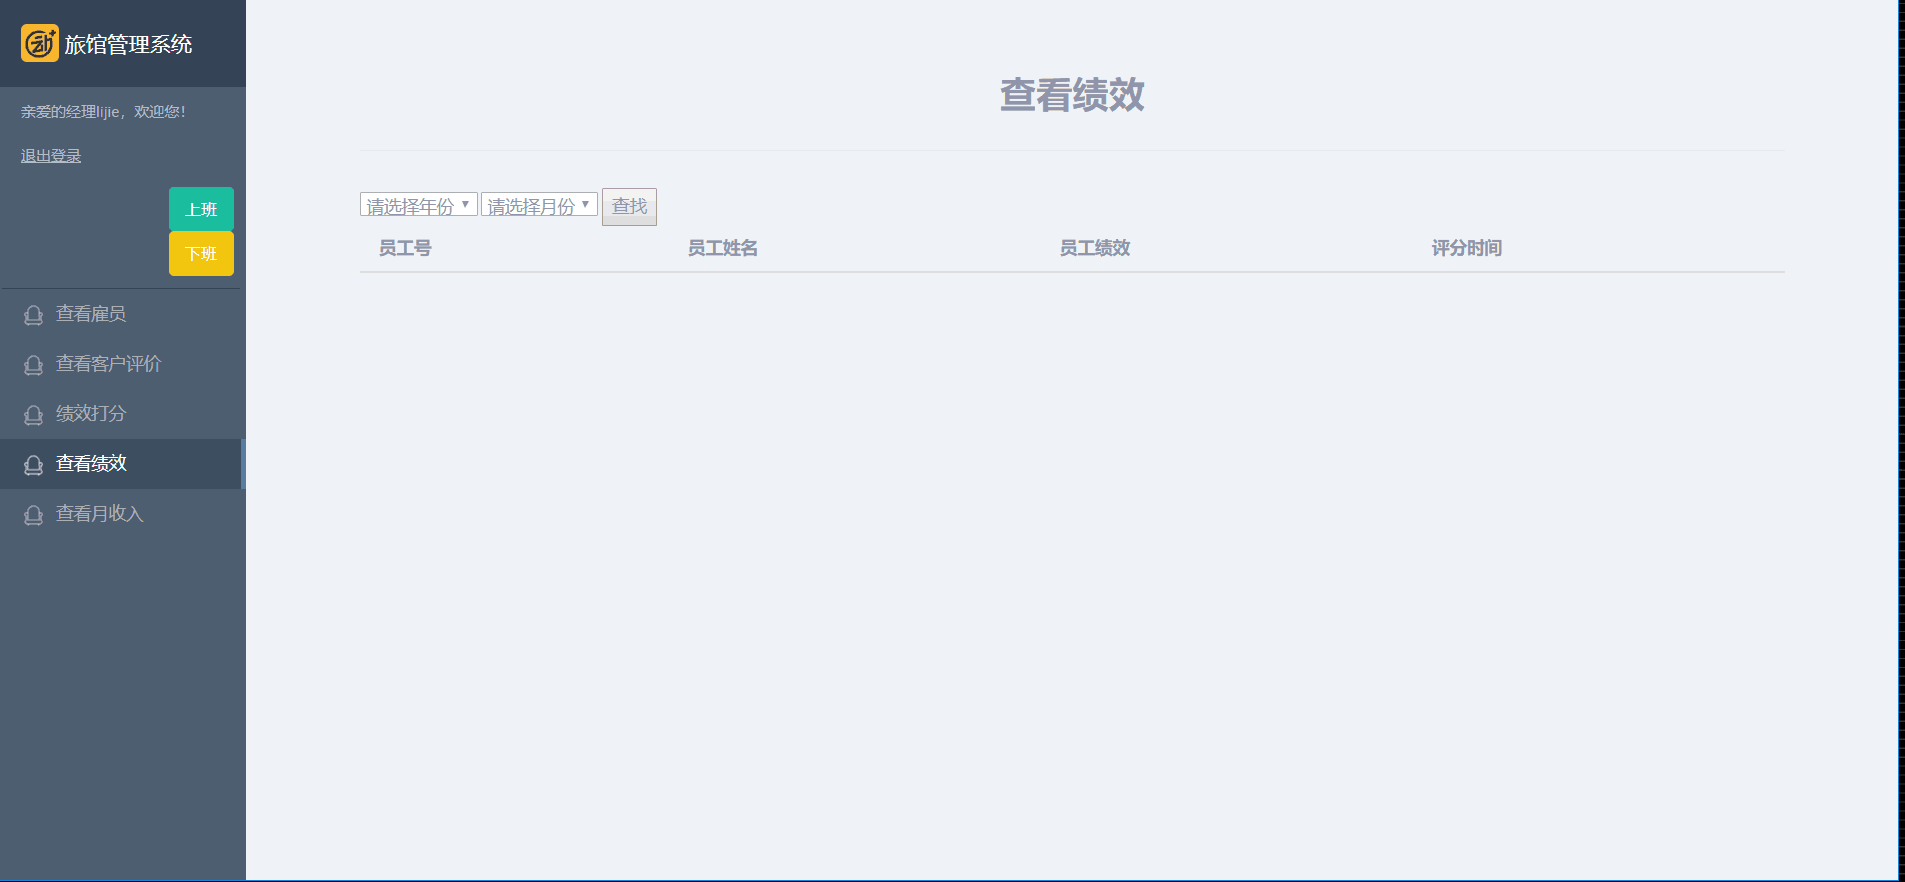 动 旅馆管理系统
亲爱的经理lijie，欢迎您！
退出登录
上班
下班
查看雇员
查看客户评价
绩效打分
查看绩效
查看月收入
查看绩效
请选择年份 请选择月份 查找
员工号 员工姓名 员工绩效 评分时间